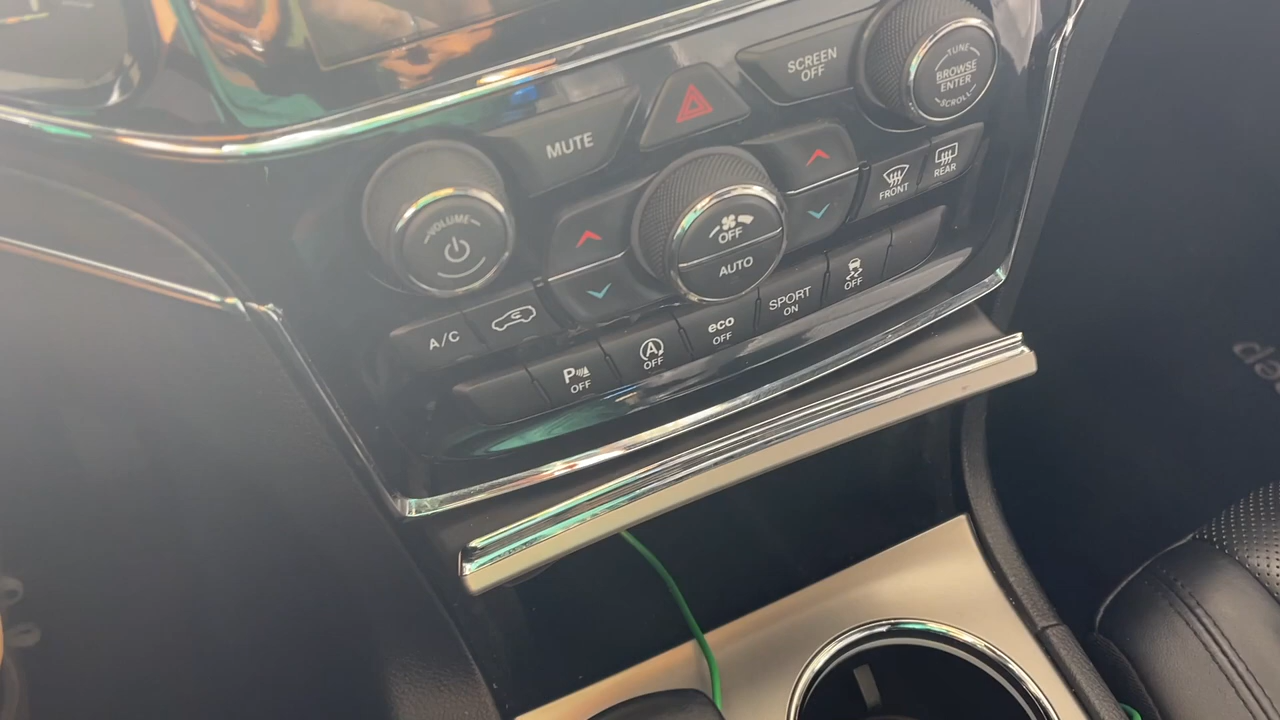 SCREEN
OFF
TUNE
BROWSE
ENTER
SCROLL
MUTE
VOLUME
OFF
AUTO
FRONT
REAR
A/C
P
OFF
A
OFF
eco
OFF
SPORT
ON
OFF